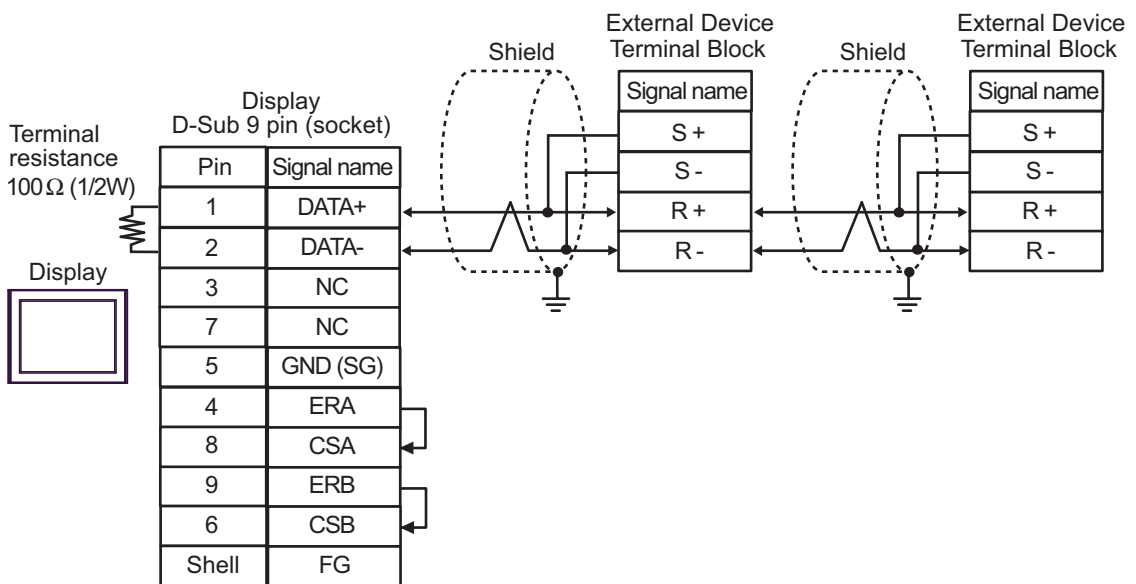 Terminal
resistance
100Ω (1/2W)
Display
Display
D-Sub 9 pin (socket)
Pin Signal name
1 DATA+
2 DATA-
3 NC
7 NC
5 GND (SG)
4 ERA
8 CSA
9 ERB
6 CSB
Shell FG
Shield
External Device
Terminal Block
Signal name
S +
S -
R +
R -
Shield
External Device
Terminal Block
Signal name
S +
S -
R +
R -